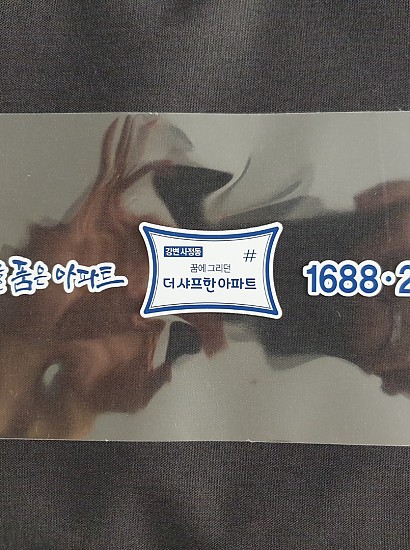 품은 아파트
강변 사정동
꿈에 그리던
#
더 샤프한 아파트
1688·2